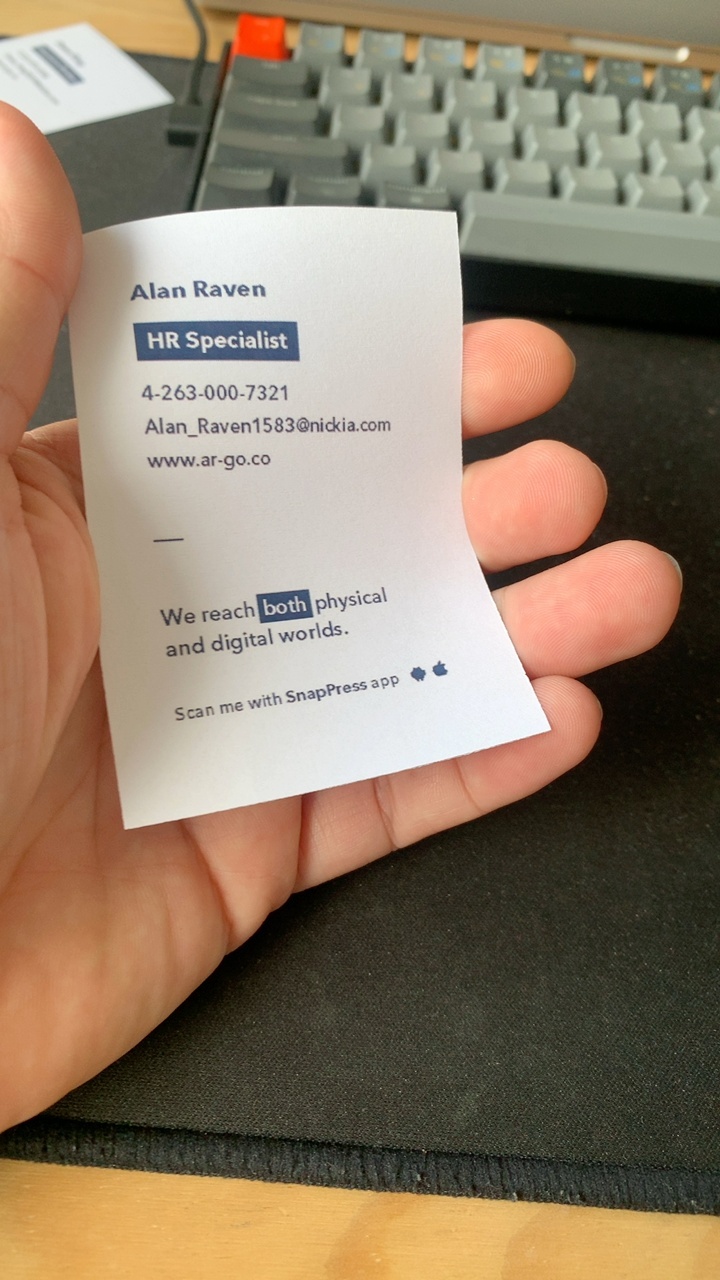 Alan Raven
HR Specialist
4-263-000-7321
Alan_Raven1583@nickia.com
www.ar-go.co
We reach both physical
and digital worlds.
Scan me with SnapPress app